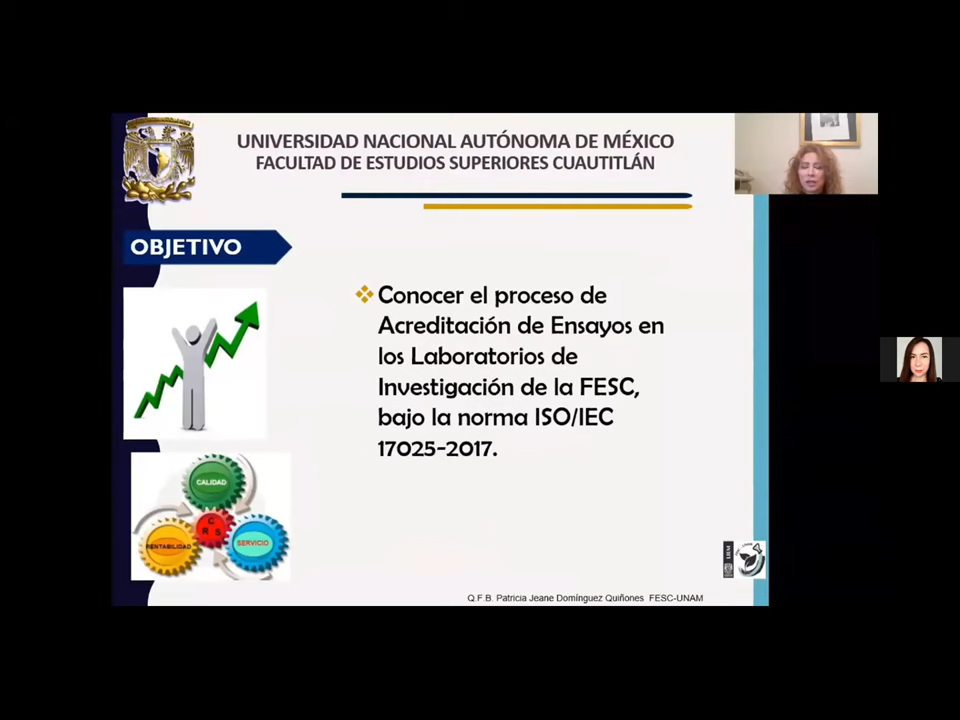 UNIVERSIDAD NACIONAL AUTÓNOMA DE MÉXICO
FACULTAD DE ESTUDIOS SUPERIORES CUAUTITLÁN
OBJETIVO
Conocer el proceso de
Acreditación de Ensayos en
los Laboratorios de
Investigación de la FESC,
bajo la norma ISO/IEC
17025-2017.
CALIDAD
C
R S
RENTABILIDAD
SERVICIO
Q.F.B. Patricia Jeane Domínguez Quiñones FESC-UNAM